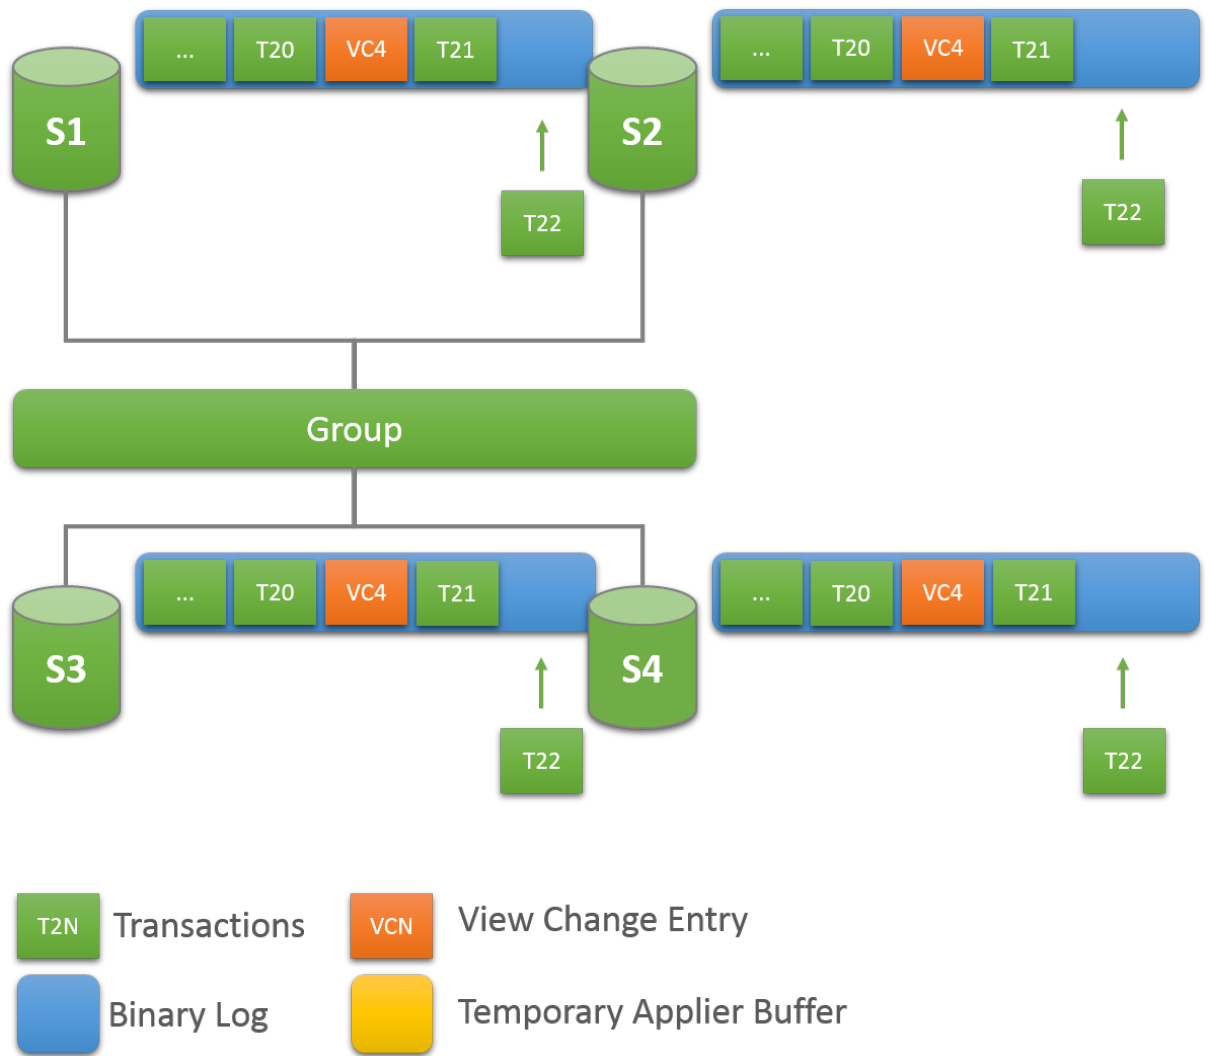 ... T20 VC4 T21
... T20 VC4 T21
S1
S2
T22
T22
Group
... T20 VC4 T21
... T20 VC4 T21
S3
S4
T22
T22
T2N Transactions
VCN View Change Entry
Binary Log
Temporary Applier Buffer